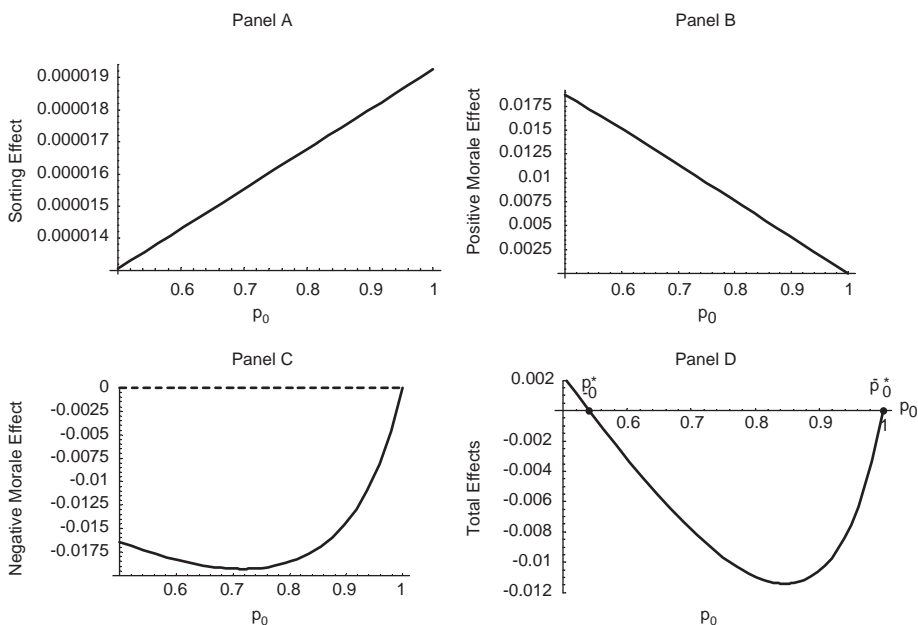 Panel A
Sorting Effect
0.000019
0.000018
0.000017
0.000016
0.000015
0.000014
0.6 0.7 0.8 0.9 1
p0
Panel B
Positive Morale Effect
0.0175
0.015
0.0125
0.01
0.0075
0.005
0.0025
0.6 0.7 0.8 0.9 1
p0
Panel C
Negative Morale Effect
0
-0.0025
-0.005
-0.0075
-0.01
-0.0125
-0.015
-0.0175
0.6 0.7 0.8 0.9 1
p0
Panel D
Total Effects
0.002
-0.002
-0.004
-0.006
-0.008
-0.01
-0.012
p*-0
p̄*0
p0
0.6 0.7 0.8 0.9 1
p0